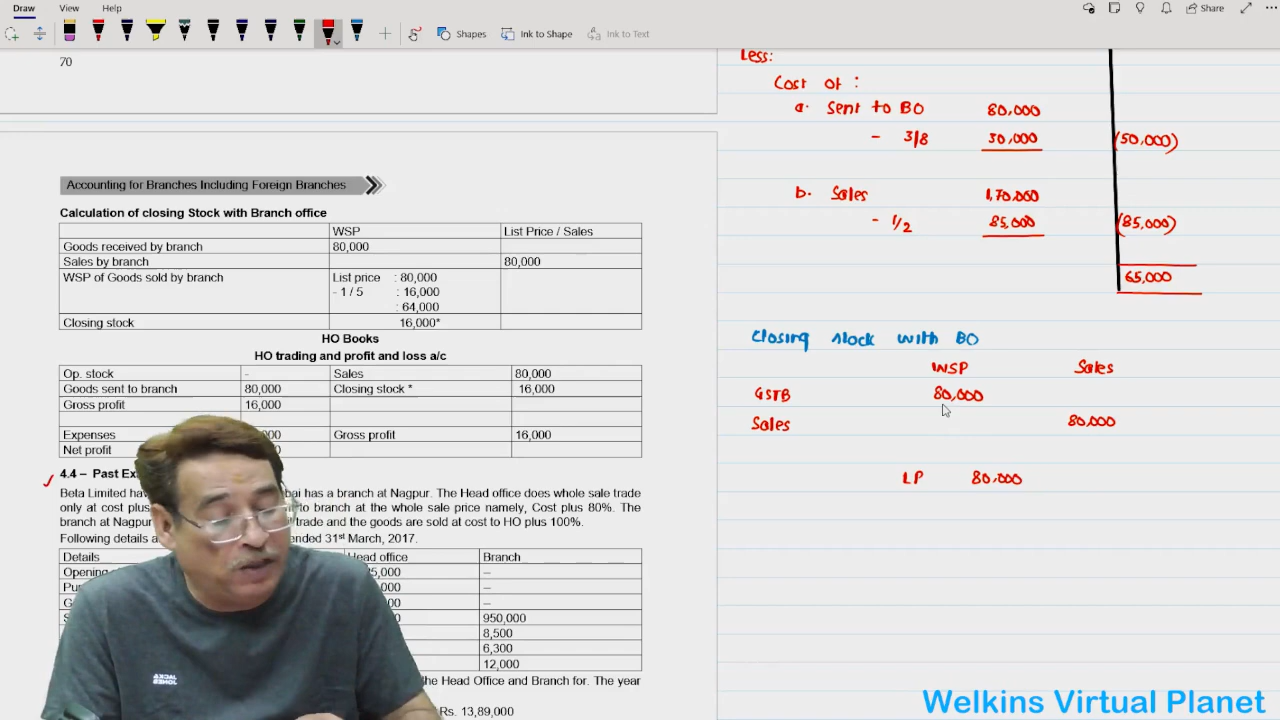 Draw View Help
Share
Shapes Ink to Shape Ink to Text
70
Accounting for Branches Including Foreign Branches
Calculation of closing Stock with Branch office
WSP List Price / Sales
Goods received by branch 80,000
Sales by branch 80,000
WSP of Goods sold by branch List price : 80,000
- 1 / 5 : 16,000
: 64,000
Closing stock 16,000*
HO Books
HO trading and profit and loss a/c
Op. stock - Sales 80,000
Goods sent to branch 80,000 Closing stock * 16,000
Gross profit 16,000
Expenses Gross profit 16,000
Net profit
4.4 – Past
Beta Limited has a branch at Nagpur. The Head office does whole sale trade
only at cost plus to branch at the whole sale price namely, Cost plus 80%. The
branch at Nagpur trade and the goods are sold at cost to HO plus 100%.
Following details ended 31st March, 2017.
Details Head office Branch
–
–
–
950,000
8,500
6,300
12,000
the Head Office and Branch for. The year
Rs. 13,89,000
Less:
Cost of :
a. Sent to BO 80,000
- 3/8 30,000 (50,000)
b. Sales 1,70,000
- 1/2 85,000 (85,000)
65,000
Closing stock with BO
WSP Sales
GSTB 80,000
Sales 80,000
LP 80,000
Welkins Virtual Planet